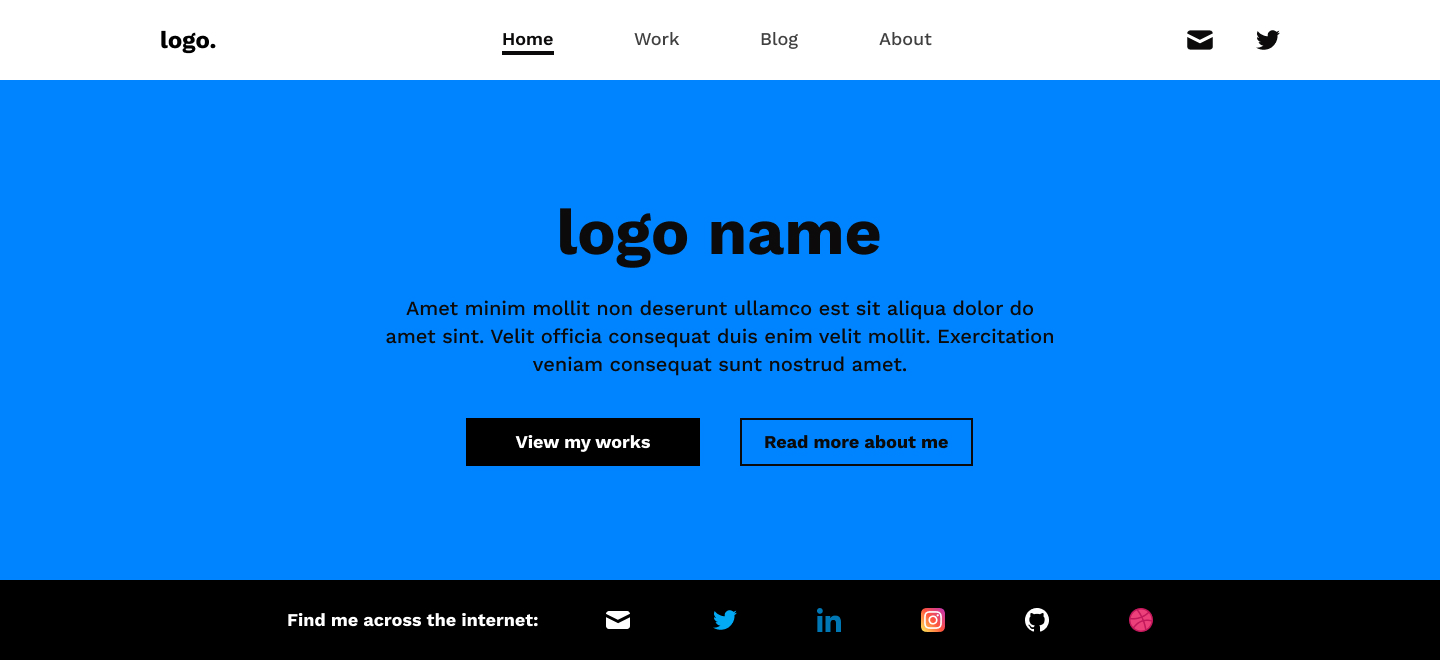 logo.
Home
Work
Blog
About
logo name
Amet minim mollit non deserunt ullamco est sit aliqua dolor do
amet sint. Velit officia consequat duis enim velit mollit. Exercitation
veniam consequat sunt nostrud amet.
View my works
Read more about me
Find me across the internet:
in